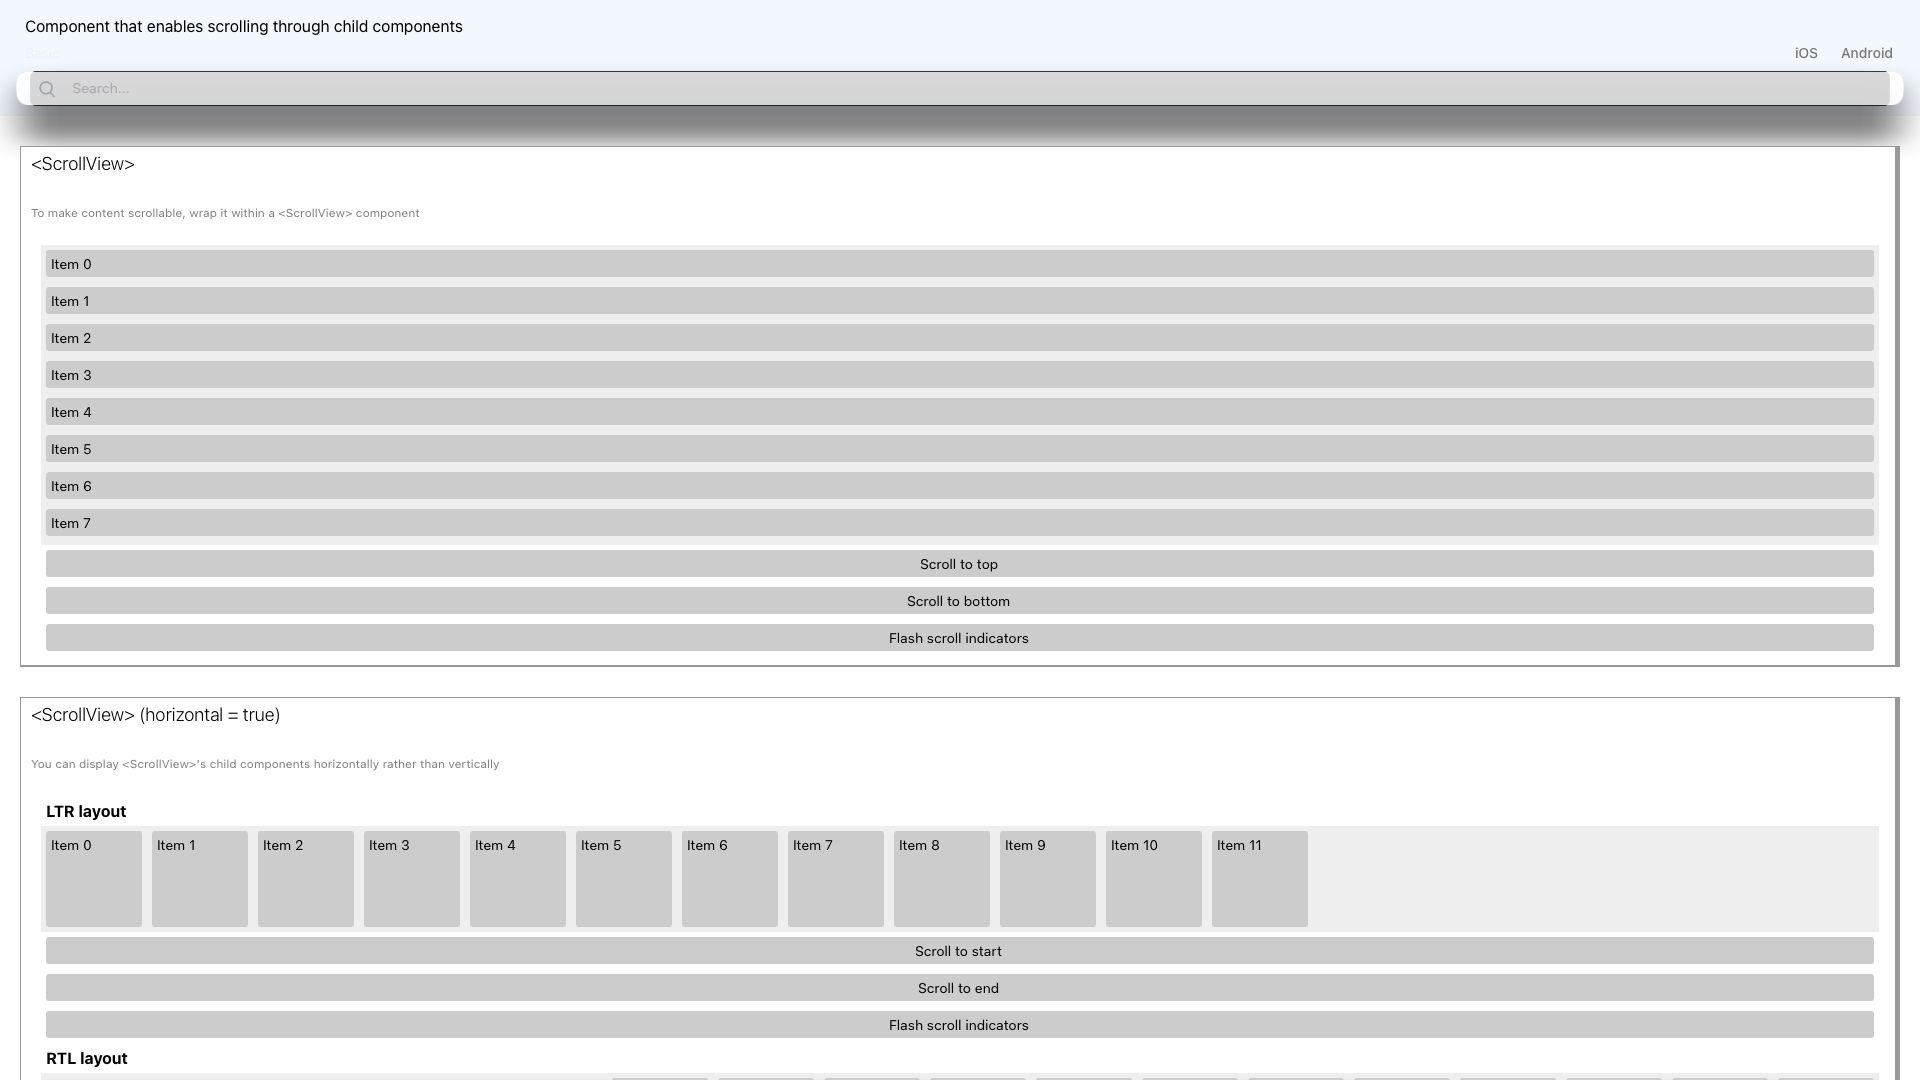 Component that enables scrolling through child components
iOS Android
Search...
<ScrollView>
To make content scrollable, wrap it within a <ScrollView> component
Item 0
Item 1
Item 2
Item 3
Item 4
Item 5
Item 6
Item 7
Scroll to top
Scroll to bottom
Flash scroll indicators
<ScrollView> (horizontal = true)
You can display <ScrollView>'s child components horizontally rather than vertically
LTR layout
Item 0 Item 1 Item 2 Item 3 Item 4 Item 5 Item 6 Item 7 Item 8 Item 9 Item 10 Item 11
Scroll to start
Scroll to end
Flash scroll indicators
RTL layout